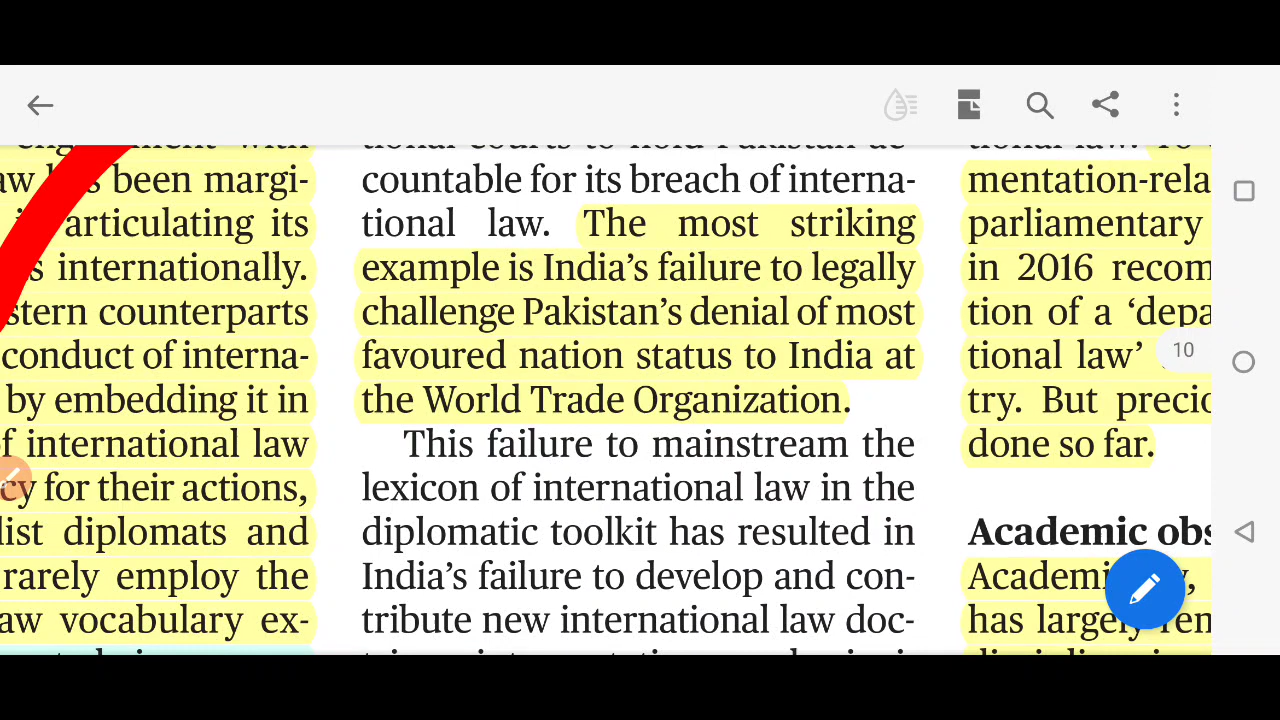 been margi-
articulating its
internationally.
counterparts
conduct of interna-
by embedding it in
international law
for their actions,
diplomats and
rarely employ the
vocabulary ex-
countable for its breach of interna-
tional law. The most striking
example is India's failure to legally
challenge Pakistan's denial of most
favoured nation status to India at
the World Trade Organization.
This failure to mainstream the
lexicon of international law in the
diplomatic toolkit has resulted in
India's failure to develop and con-
tribute new international law doc-
mentation-rela
parliamentary
in 2016 recom
tion of a 'depa
tional law'
10
try. But precio
done so far.
Academic obs
has largely